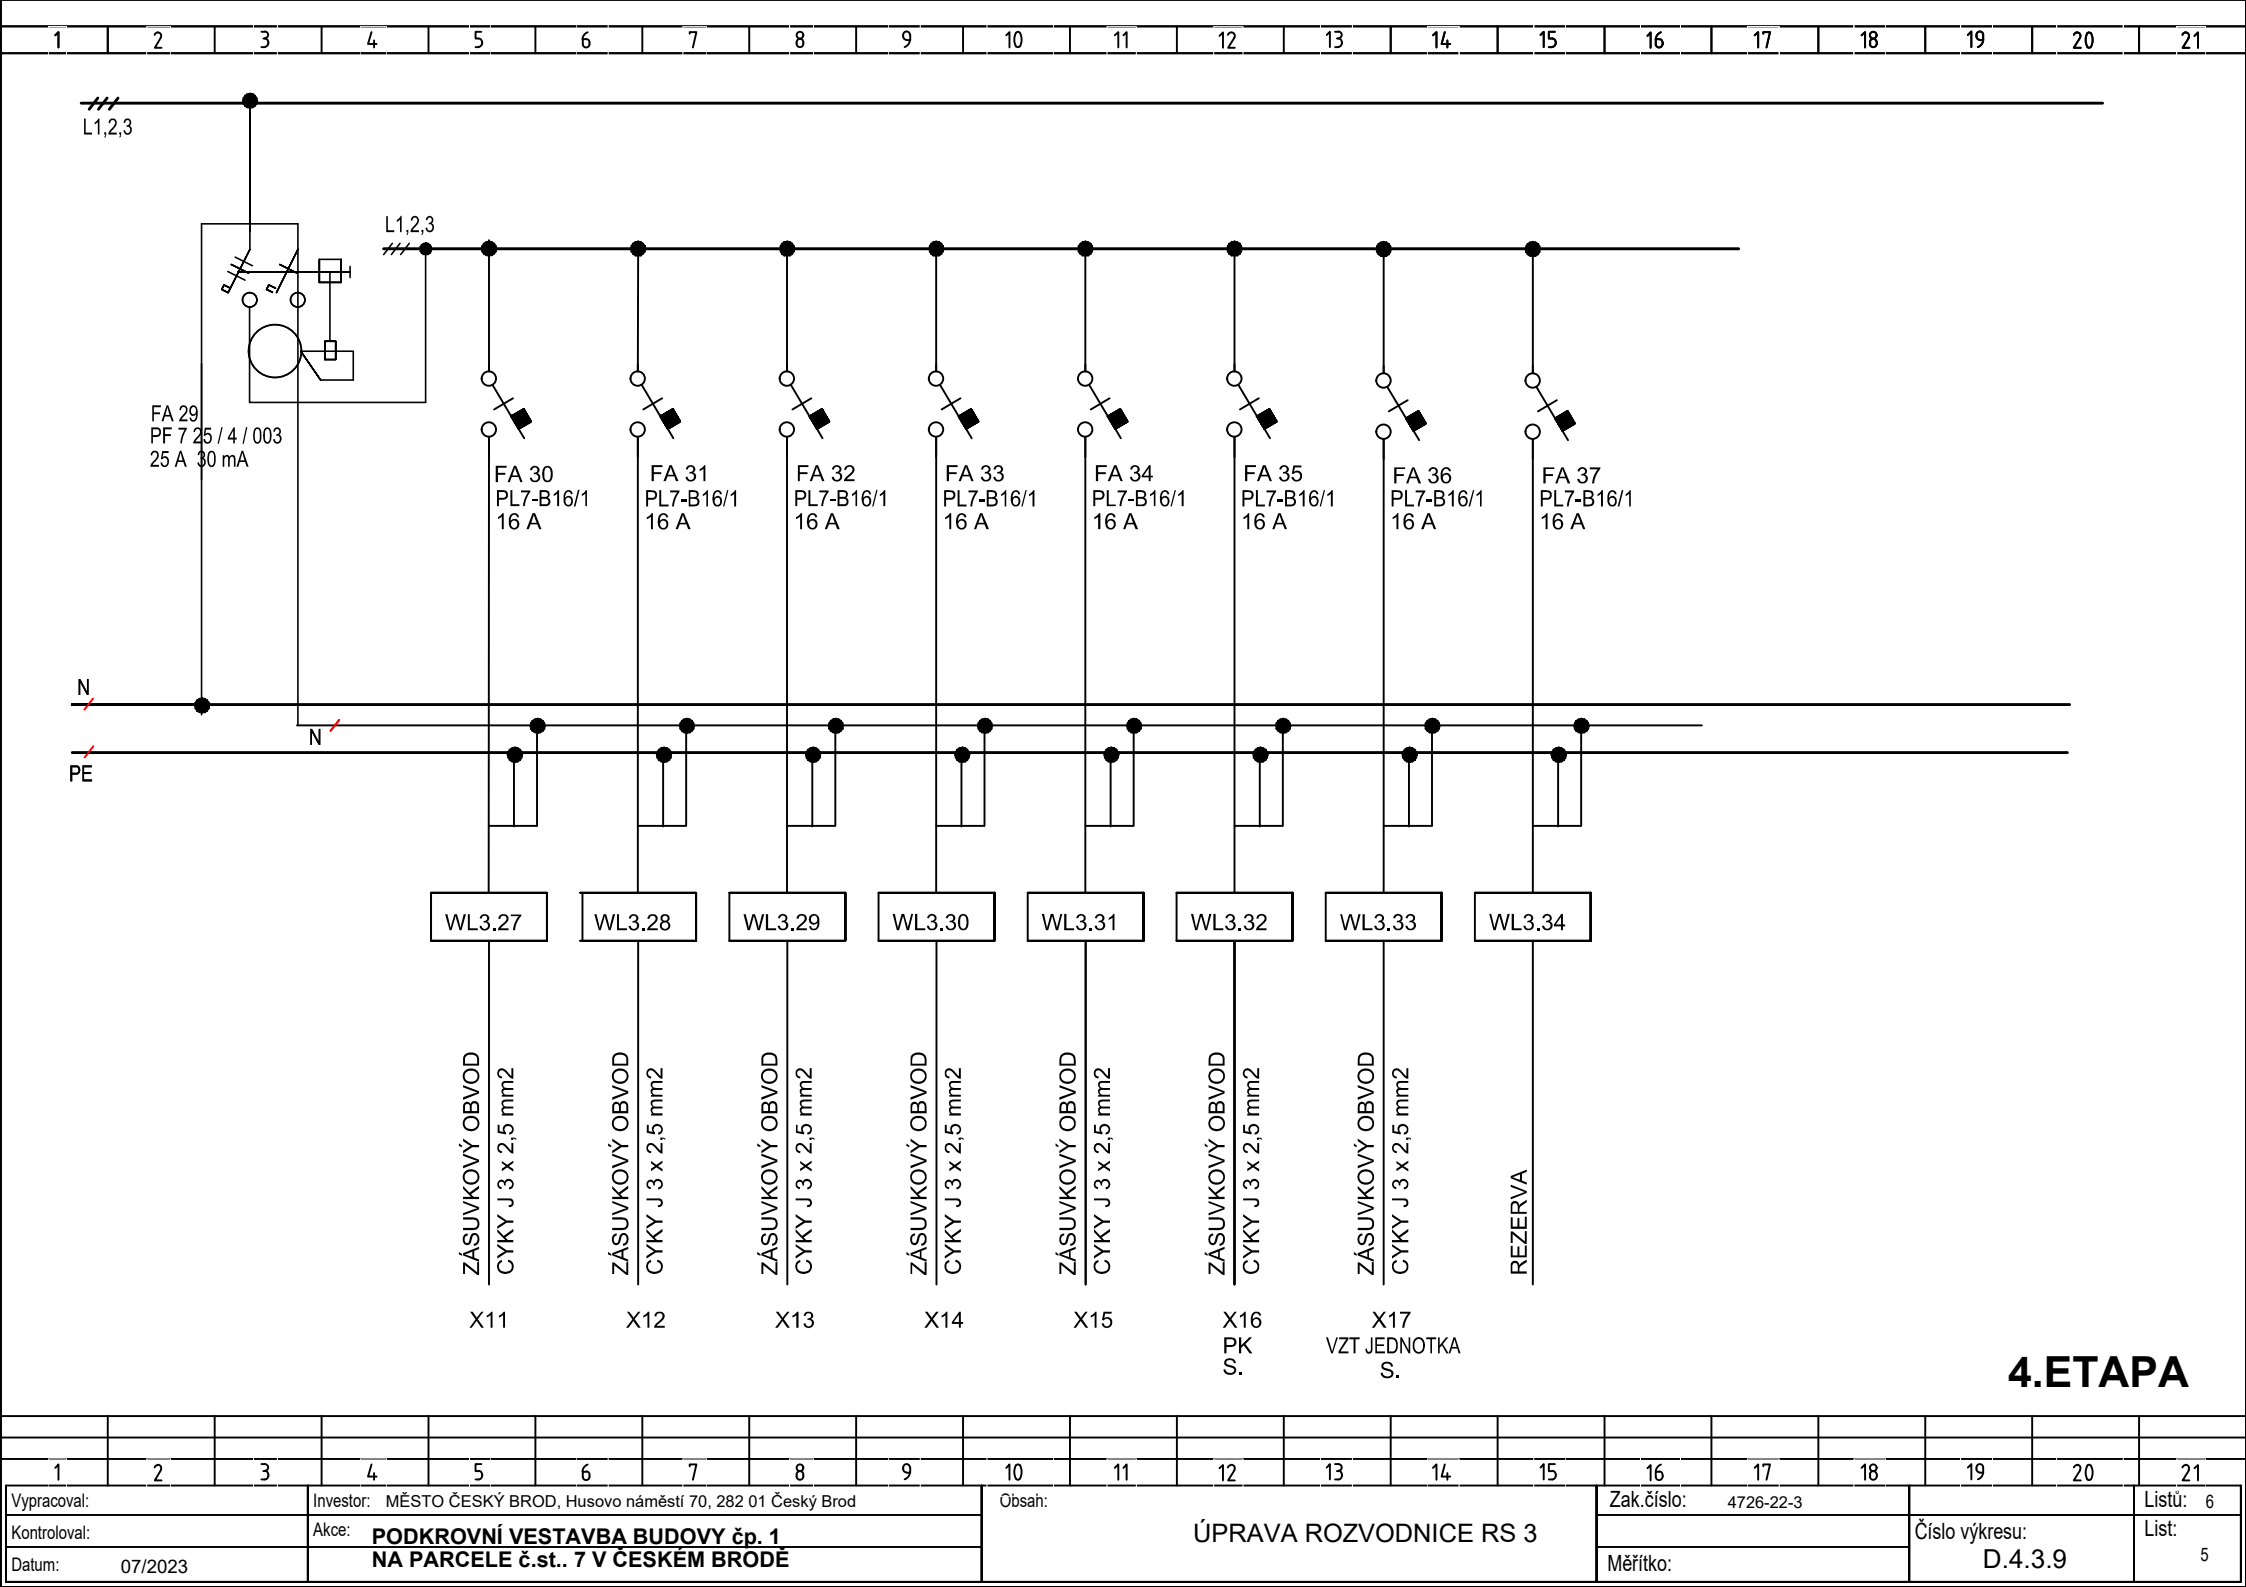 1 2 3 4 5 6 7 8 9 10 11 12 13 14 15 16 17 18 19 20 21
L1,2,3
L1,2,3
FA 29
PF 7 25 / 4 / 003
25 A 30 mA
FA 30
PL7-B16/1
16 A
FA 31
PL7-B16/1
16 A
FA 32
PL7-B16/1
16 A
FA 33
PL7-B16/1
16 A
FA 34
PL7-B16/1
16 A
FA 35
PL7-B16/1
16 A
FA 36
PL7-B16/1
16 A
FA 37
PL7-B16/1
16 A
N
N
PE
WL3.27 WL3.28 WL3.29 WL3.30 WL3.31 WL3.32 WL3.33 WL3.34
ZÁSUVKOVÝ OBVOD
CYKY J 3 x 2,5 mm2
ZÁSUVKOVÝ OBVOD
CYKY J 3 x 2,5 mm2
ZÁSUVKOVÝ OBVOD
CYKY J 3 x 2,5 mm2
ZÁSUVKOVÝ OBVOD
CYKY J 3 x 2,5 mm2
ZÁSUVKOVÝ OBVOD
CYKY J 3 x 2,5 mm2
ZÁSUVKOVÝ OBVOD
CYKY J 3 x 2,5 mm2
ZÁSUVKOVÝ OBVOD
CYKY J 3 x 2,5 mm2
REZERVA
X11
X12
X13
X14
X15
X16
PK
S.
X17
VZT JEDNOTKA
S.
4.ETAPA
1 2 3 4 5 6 7 8 9 10 11 12 13 14 15 16 17 18 19 20 21
Vypracoval:
Kontroloval:
Datum: 07/2023
Investor: MĚSTO ČESKÝ BROD, Husovo náměstí 70, 282 01 Český Brod
Akce: PODKROVNÍ VESTAVBA BUDOVY čp. 1
NA PARCELE č.st.. 7 V ČESKÉM BRODĚ
Obsah:
ÚPRAVA ROZVODNICE RS 3
Zak.číslo: 4726-22-3
Měřítko:
Číslo výkresu:
D.4.3.9
Listů: 6
List:
5